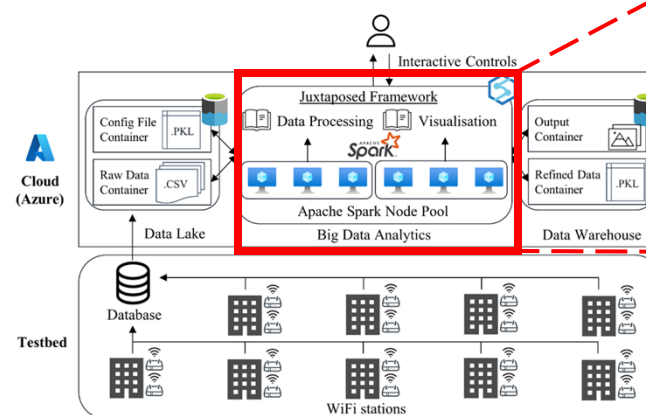 Interactive Controls
Juxtaposed Framework
Config File
Container
.PKL
Data Processing
Visualisation
Output
Container
APACHE
Spark
Cloud
(Azure)
Raw Data
Container
.CSV
Refined Data
Container
.PKL
Apache Spark Node Pool
Data Lake
Big Data Analytics
Data Warehouse
Database
Testbed
WiFi stations